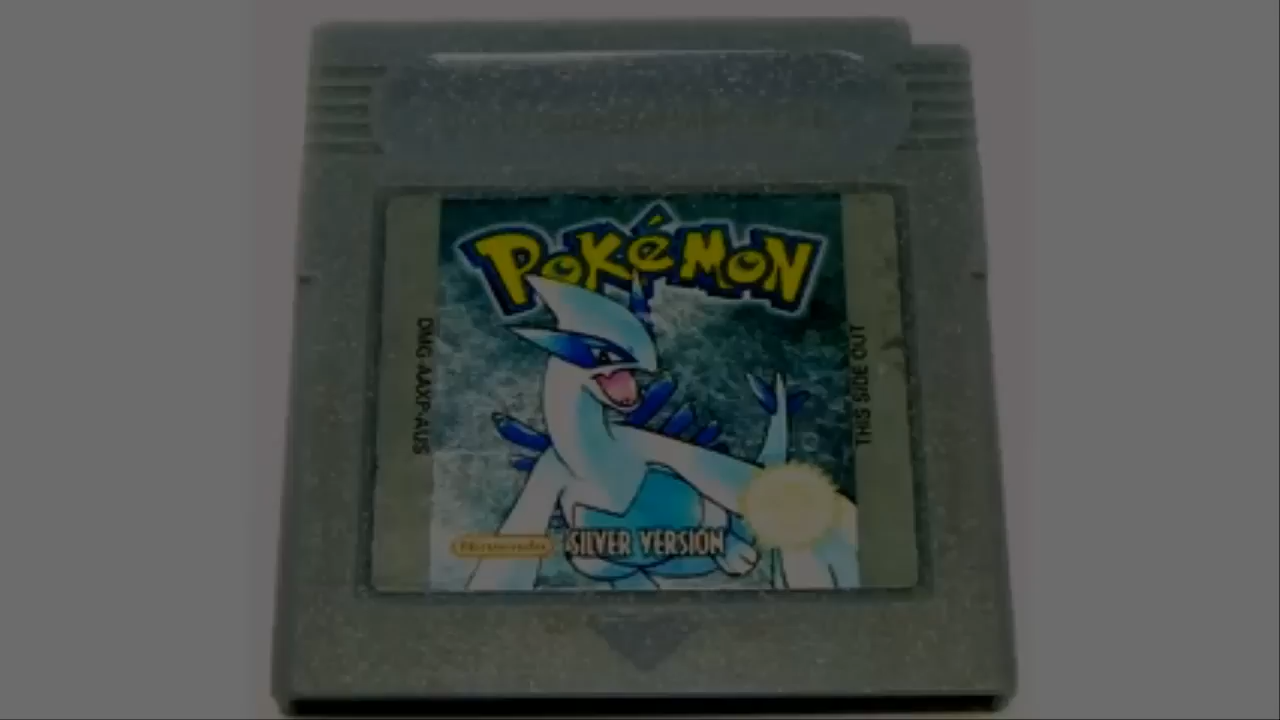 POKéMON
DMG-AAXP-AUS
THIS SIDE OUT
Nintendo
SILVER VERSION